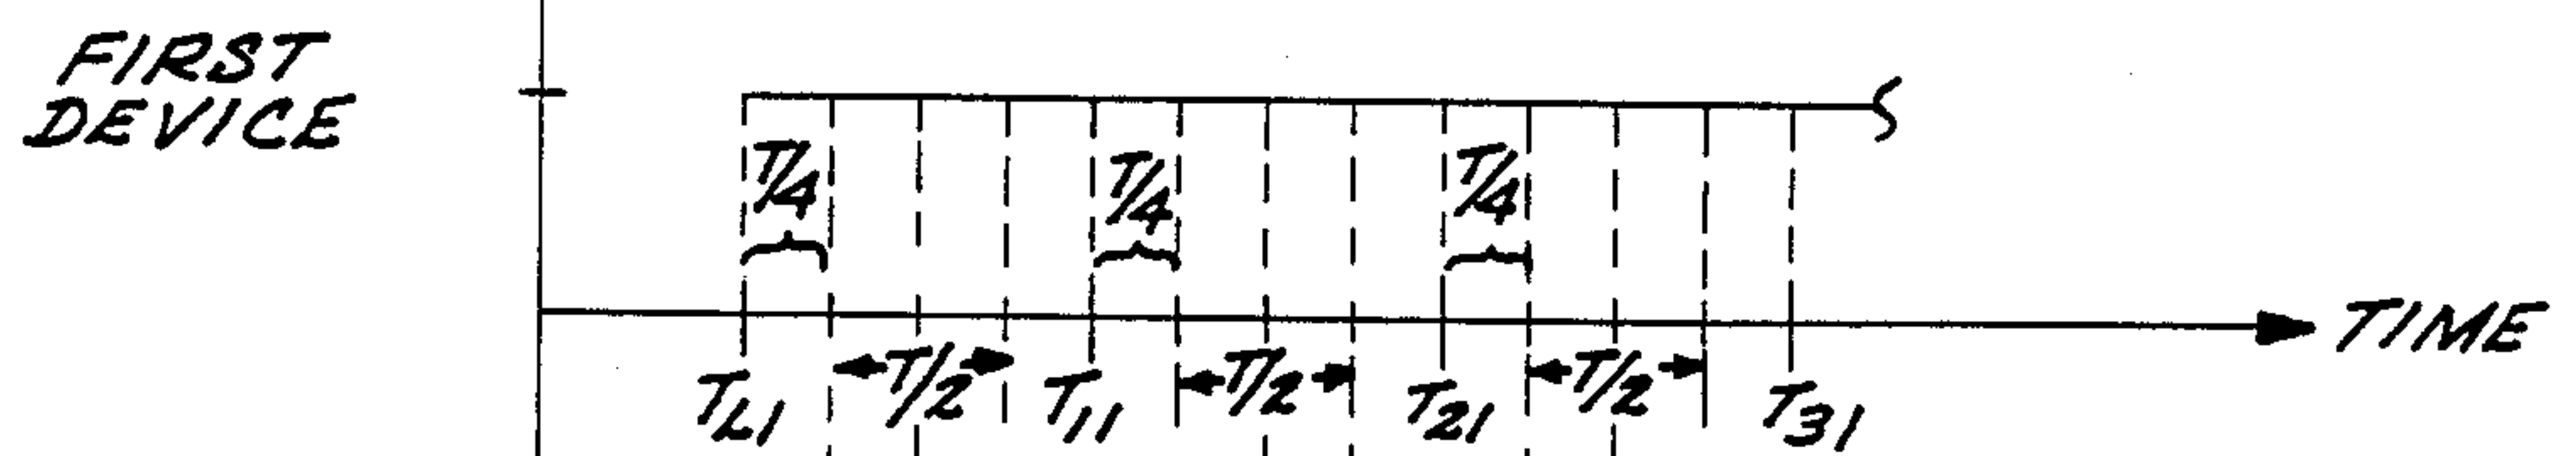 FIRST
DEVICE
T/4 T/4 T/4
TIME
T/2 T/2 T/2
TL1 T11 T21 T31